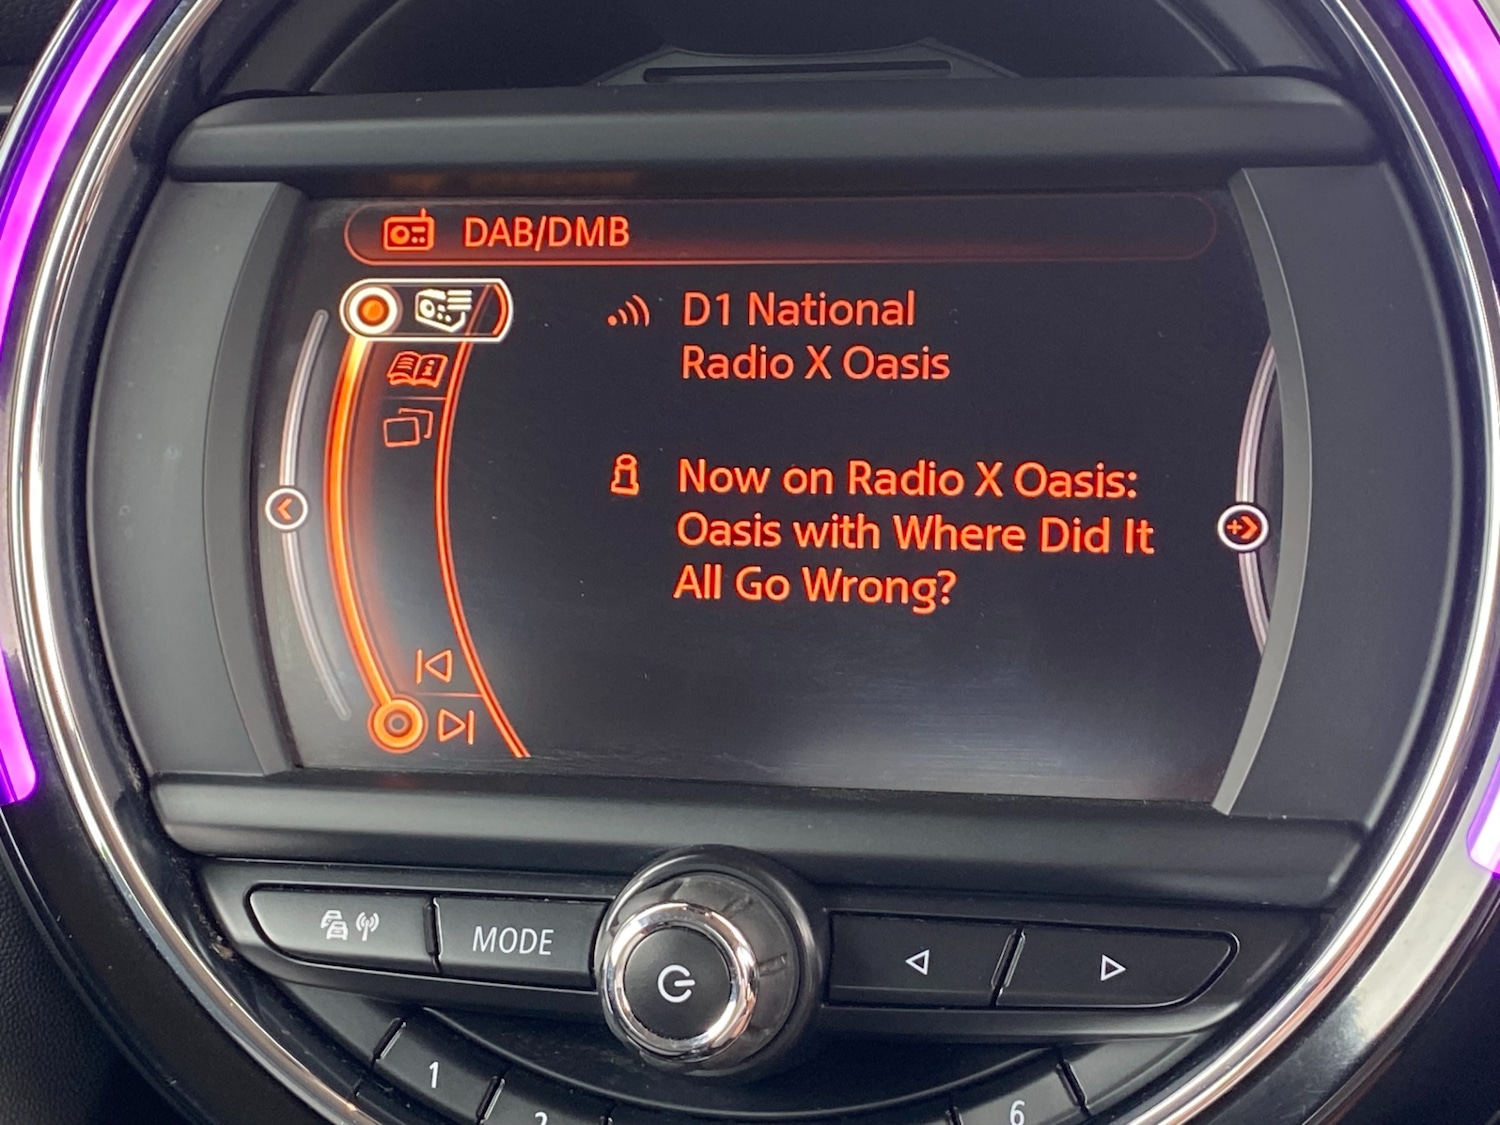 DAB/DMB
D1 National
Radio X Oasis
Now on Radio X Oasis:
Oasis with Where Did It
All Go Wrong?
MODE
1
2
6